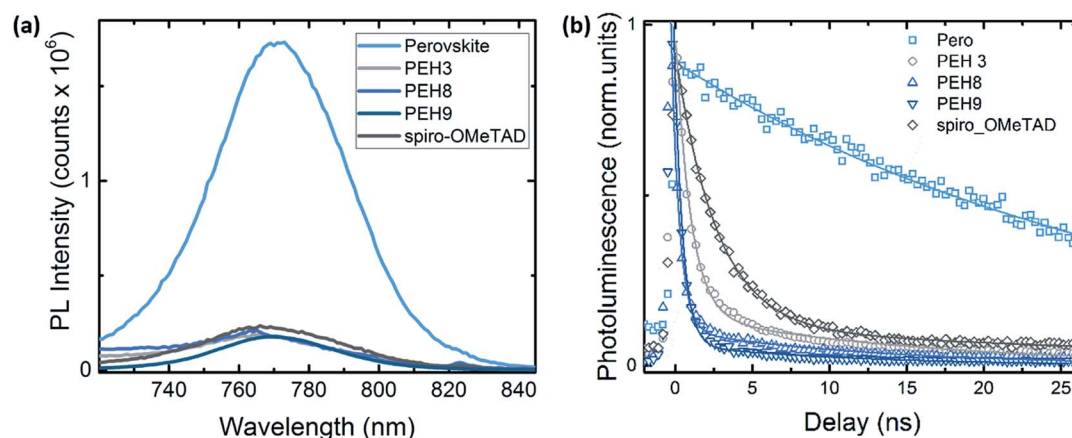 (a)
PL Intensity (counts x 10⁶)
1
0
740 760 780 800 820 840
Wavelength (nm)
Perovskite
PEH3
PEH8
PEH9
spiro-OMeTAD
(b)
Photoluminescence (norm.units)
1
0
0 5 10 15 20 25
Delay (ns)
Pero
PEH 3
PEH8
PEH9
spiro_OMeTAD